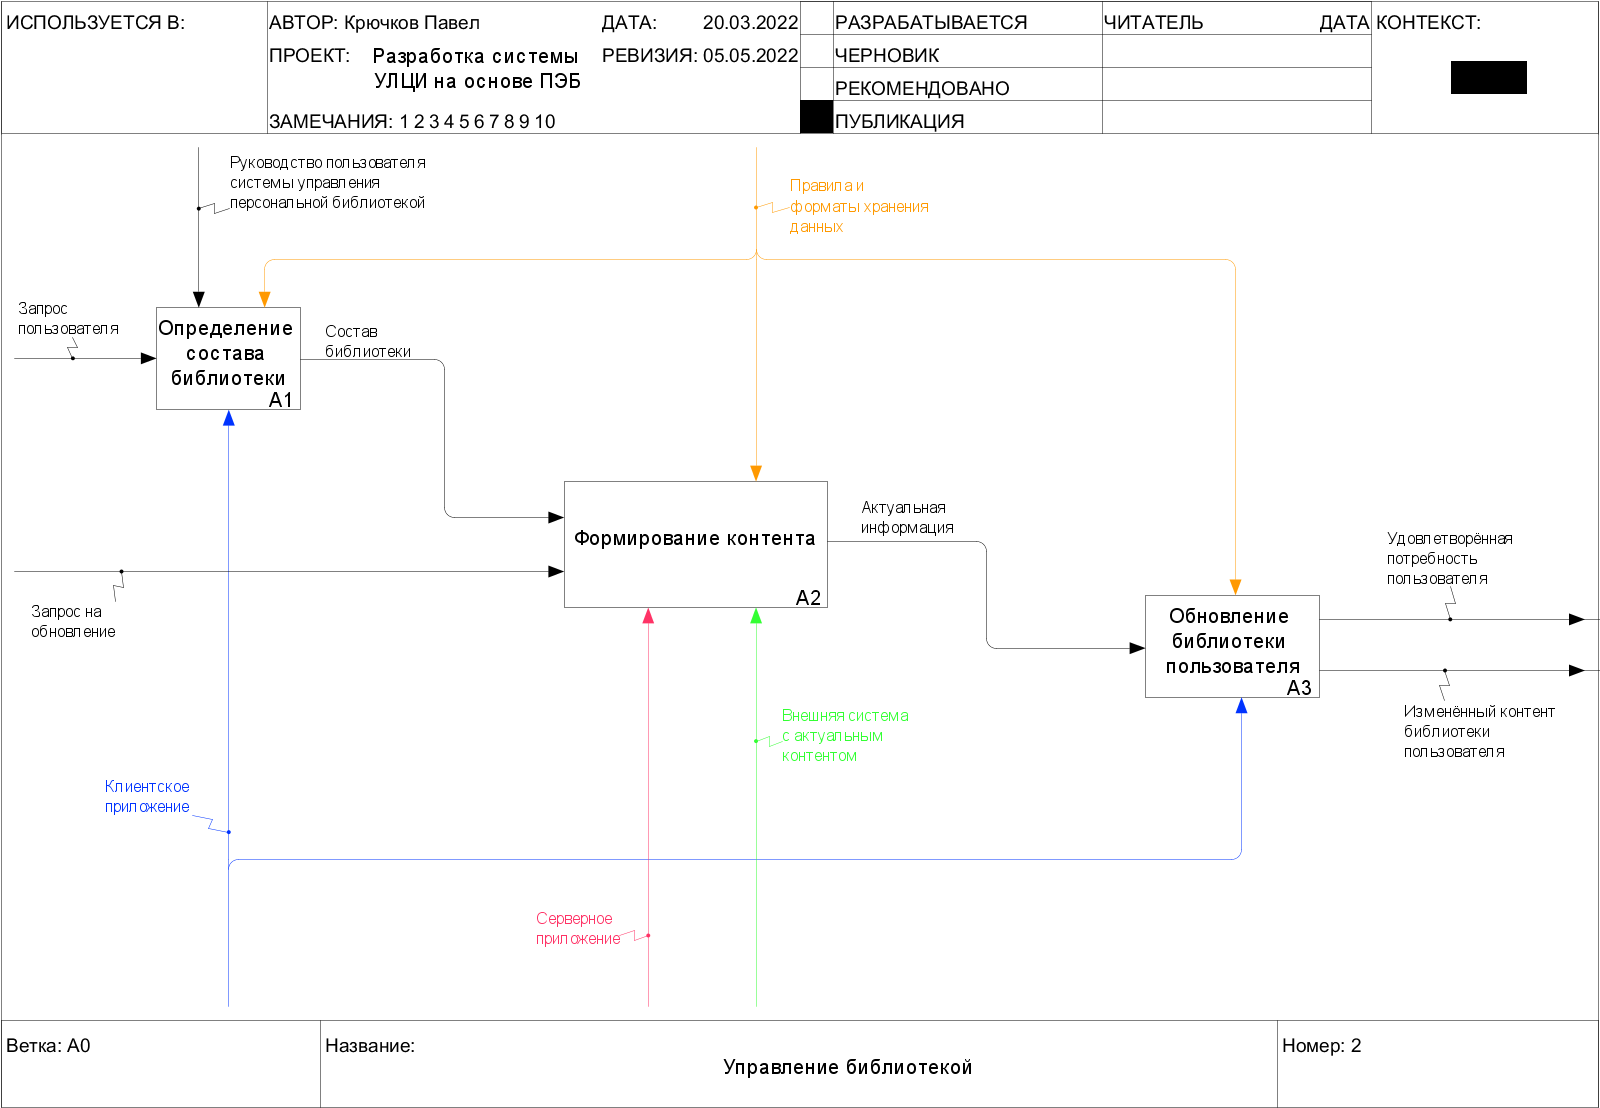 ИСПОЛЬЗУЕТСЯ В:
АВТОР: Крючков Павел
ДАТА: 20.03.2022
ПРОЕКТ: Разработка системы
УЛЦИ на основе ПЭБ
РЕВИЗИЯ: 05.05.2022
ЗАМЕЧАНИЯ: 1 2 3 4 5 6 7 8 9 10
РАЗРАБАТЫВАЕТСЯ
ЧЕРНОВИК
РЕКОМЕНДОВАНО
ПУБЛИКАЦИЯ
ЧИТАТЕЛЬ
ДАТА
КОНТЕКСТ:
Руководство пользователя
системы управления
персональной библиотекой
Правила и
форматы хранения
данных
Запрос
пользователя
Определение
состава
библиотеки
A1
Состав
библиотеки
Формирование контента
A2
Актуальная
информация
Запрос на
обновление
Удовлетворённая
потребность
пользователя
Обновление
библиотеки
пользователя
A3
Изменённый контент
библиотеки
пользователя
Внешняя система
с актуальным
контентом
Клиентское
приложение
Серверное
приложение
Ветка: A0
Название:
Управление библиотекой
Номер: 2